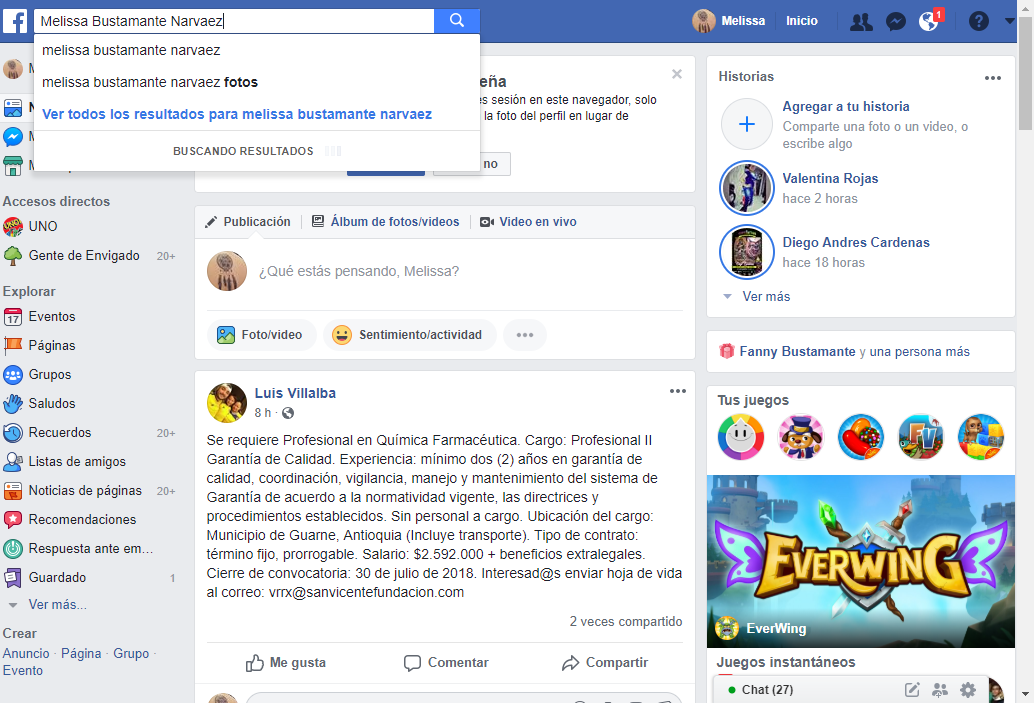 Melissa Bustamante Narvaez
Melissa
Inicio
1
melissa bustamante narvaez
melissa bustamante narvaez fotos
Ver todos los resultados para melissa bustamante narvaez
BUSCANDO RESULTADOS
eña
sesión en este navegador, solo
la foto del perfil en lugar de
no
Accesos directos
UNO
Gente de Envigado 20+
Explorar
17 Eventos
Páginas
Grupos
Saludos
Recuerdos 20+
Listas de amigos
Noticias de páginas 20+
Recomendaciones
Respuesta ante em...
Guardado 1
Ver más...
Crear
Anuncio · Página · Grupo ·
Evento
Publicación
Álbum de fotos/videos
Video en vivo
¿Qué estás pensando, Melissa?
Foto/video
Sentimiento/actividad
Luis Villalba
8 h ·
Se requiere Profesional en Química Farmacéutica. Cargo: Profesional II
Garantía de Calidad. Experiencia: mínimo dos (2) años en garantía de
calidad, coordinación, vigilancia, manejo y mantenimiento del sistema de
Garantía de acuerdo a la normatividad vigente, las directrices y
procedimientos establecidos. Sin personal a cargo. Ubicación del cargo:
Municipio de Guarne, Antioquia (Incluye transporte). Tipo de contrato:
término fijo, prorrogable. Salario: $2.592.000 + beneficios extralegales.
Cierre de convocatoria: 30 de julio de 2018. Interesad@s enviar hoja de vida
al correo: vrrx@sanvicentefundacion.com
2 veces compartido
Me gusta
Comentar
Compartir
Historias
Agregar a tu historia
Comparte una foto o un video, o
escribe algo
Valentina Rojas
hace 2 horas
Diego Andres Cardenas
hace 18 horas
Ver más
Fanny Bustamante y una persona más
Tus juegos
FV
EVERWING
EverWing
Juegos instantáneos
Chat (27)